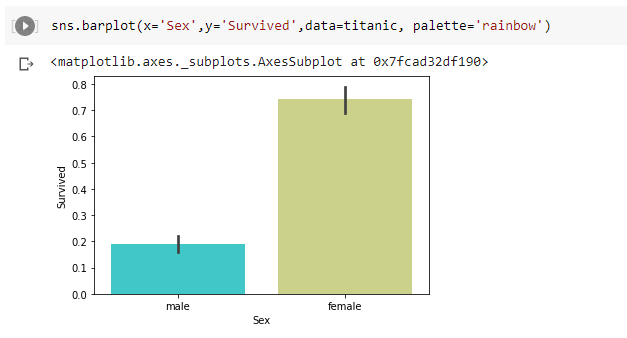 sns.barplot(x='Sex',y='Survived',data=titanic, palette='rainbow')
<matplotlib.axes._subplots.AxesSubplot at 0x7fcad32df190>
0.8
0.7
0.6
0.5
0.4
0.3
0.2
0.1
0.0
Survived
male
female
Sex